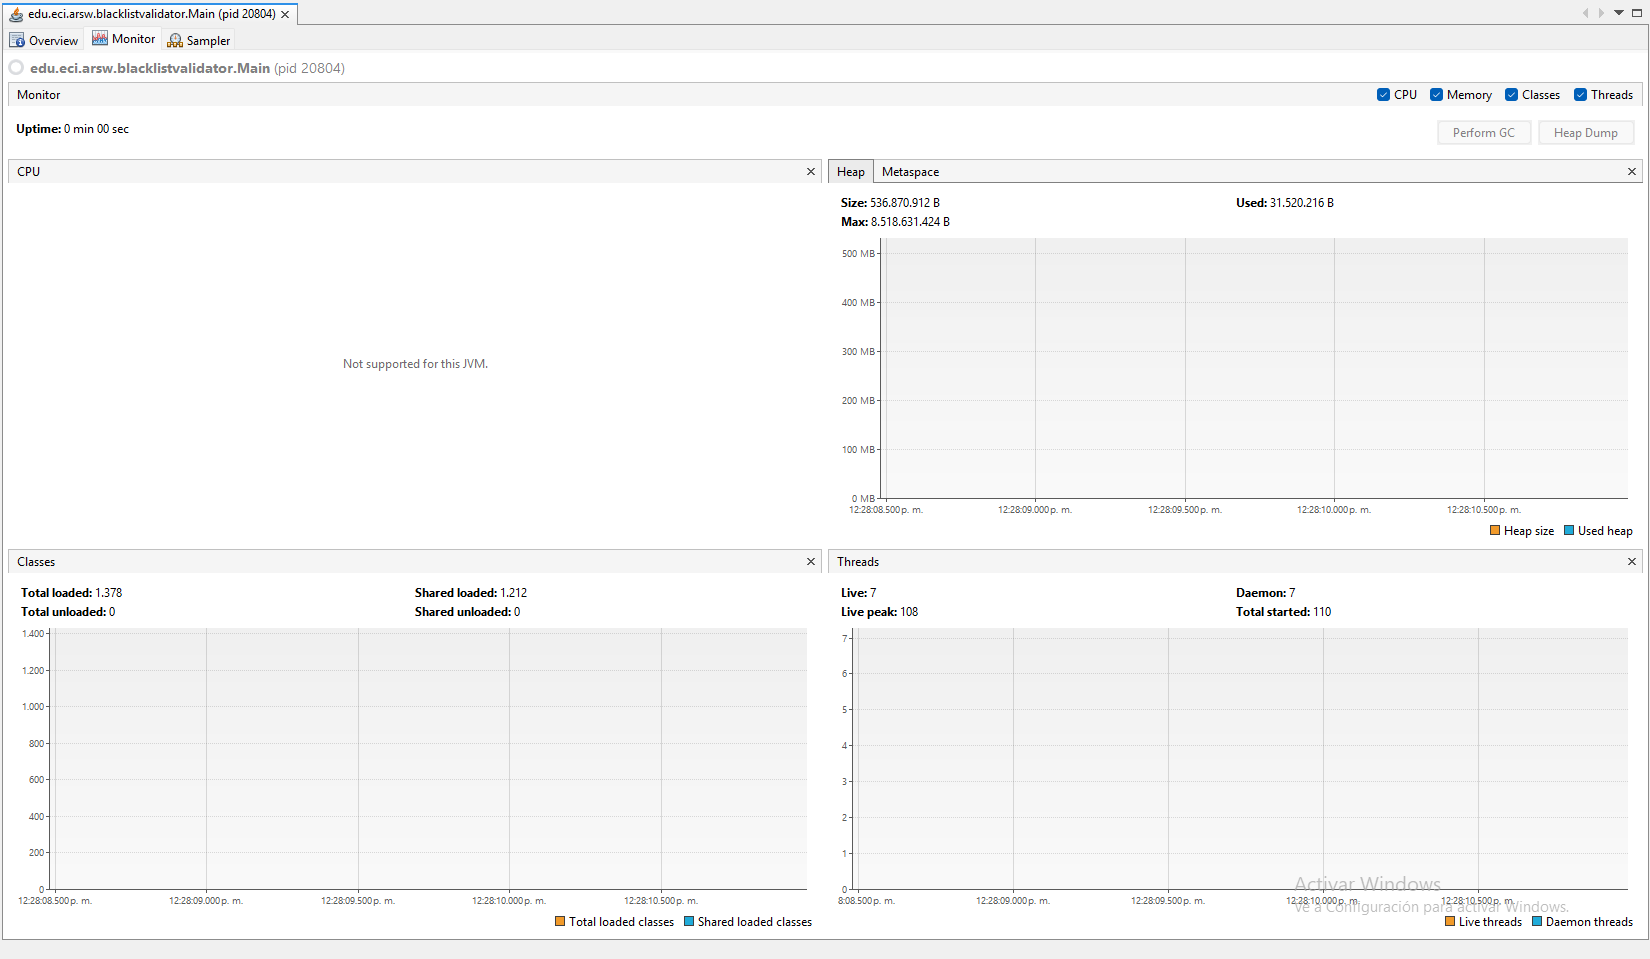 edu.eci.arsw.blacklistvalidator.Main (pid 20804)
Overview Monitor Sampler
edu.eci.arsw.blacklistvalidator.Main (pid 20804)
Monitor CPU Memory Classes Threads
Uptime: 0 min 00 sec
Perform GC Heap Dump
CPU
Not supported for this JVM.
Heap Metaspace
Size: 536.870.912 B Used: 31.520.216 B
Max: 8.518.631.424 B
500 MB
400 MB
300 MB
200 MB
100 MB
0 MB
12:28:08.500 p. m. 12:28:09.000 p. m. 12:28:09.500 p. m. 12:28:10.000 p. m. 12:28:10.500 p. m.
Heap size Used heap
Classes
Total loaded: 1.378 Shared loaded: 1.212
Total unloaded: 0 Shared unloaded: 0
1.400
1.200
1.000
800
600
400
200
0
12:28:08.500 p. m. 12:28:09.000 p. m. 12:28:09.500 p. m. 12:28:10.000 p. m. 12:28:10.500 p. m.
Total loaded classes Shared loaded classes
Threads
Live: 7 Daemon: 7
Live peak: 108 Total started: 110
7
6
5
4
3
2
1
0
8:08.500 p. m. 12:28:09.000 p. m. 12:28:09.500 p. m. 12:28:10.000 p. m. 12:28:10.500 p. m.
Live threads Daemon threads
Activar Windows
Ve a Configuración para activar Windows.